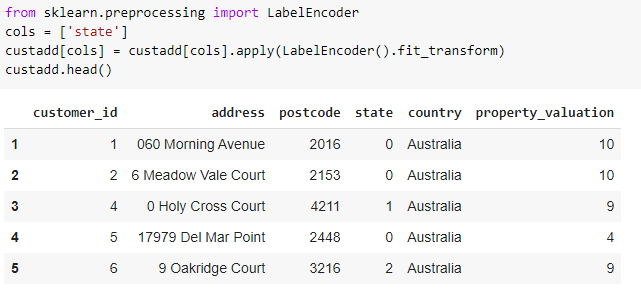 from sklearn.preprocessing import LabelEncoder
cols = ['state']
custadd[cols] = custadd[cols].apply(LabelEncoder().fit_transform)
custadd.head()
customer_id address postcode state country property_valuation
1 1 060 Morning Avenue 2016 0 Australia 10
2 2 6 Meadow Vale Court 2153 0 Australia 10
3 4 0 Holy Cross Court 4211 1 Australia 9
4 5 17979 Del Mar Point 2448 0 Australia 4
5 6 9 Oakridge Court 3216 2 Australia 9